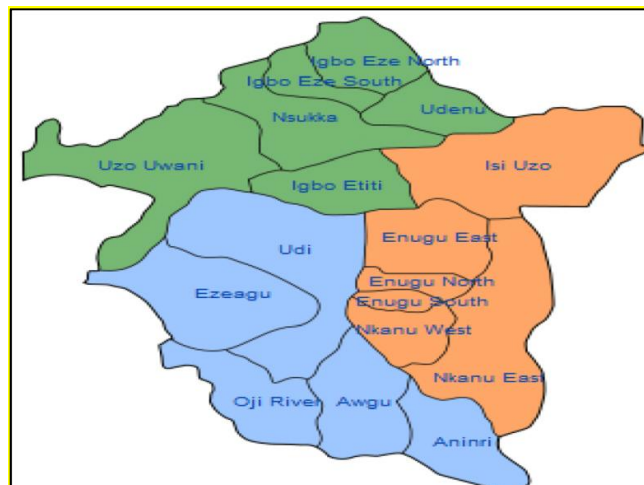 Igbo Eze North
Igbo Eze South
Udenu
Nsukka
Uzo Uwani
Isi Uzo
Igbo Etiti
Enugu East
Udi
Enugu North
Ezeagu
Enugu South
Nkanu West
Nkanu East
Oji River
Awgu
Aninri